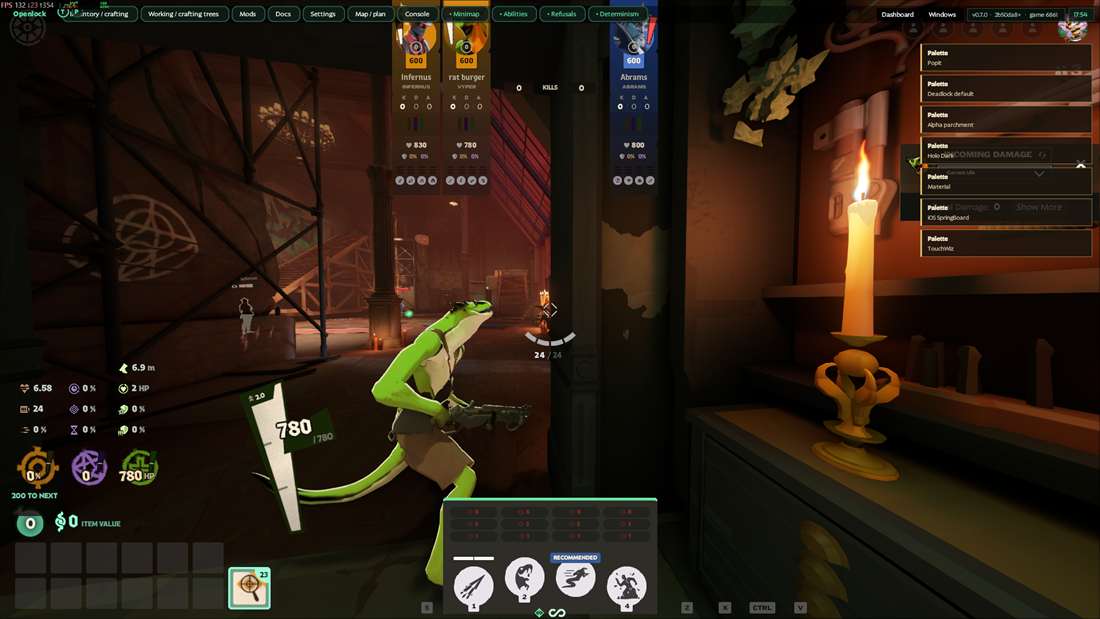 FPS 132 123 1354
Openlock
Inventory / crafting
Working / crafting trees
Mods
Docs
Settings
Map / plan
Console
• Minimap
• Abilities
• Refusals
• Determinism
Dashboard
Windows
v0.7.0
game 6661
17:54
600
600
600
Infernus
INFERNUS
rat burger
VYPER
Abrams
ABRAMS
K D A
K D A
K D A
0 0 0
0 0 0
0 0 0
0 KILLS 0
830
780
800
0% 0%
0% 0%
0% 0%
Palette
Popit
Palette
Deadlock default
Palette
Alpha parchment
Palette
Holo Dark
Palette
Material
Palette
iOS SpringBoard
Palette
TouchWiz
INCOMING DAMAGE
Damage: 0
Show More
24 / 24
6.9 m
6.58
0 %
2 HP
24
0 %
0 %
0 %
0 %
0 %
2.0
780
/780
0%
0
780 HP
200 TO NEXT
0
$ 0 ITEM VALUE
23
RECOMMENDED
1
2
4
S
Z
X
CTRL
V